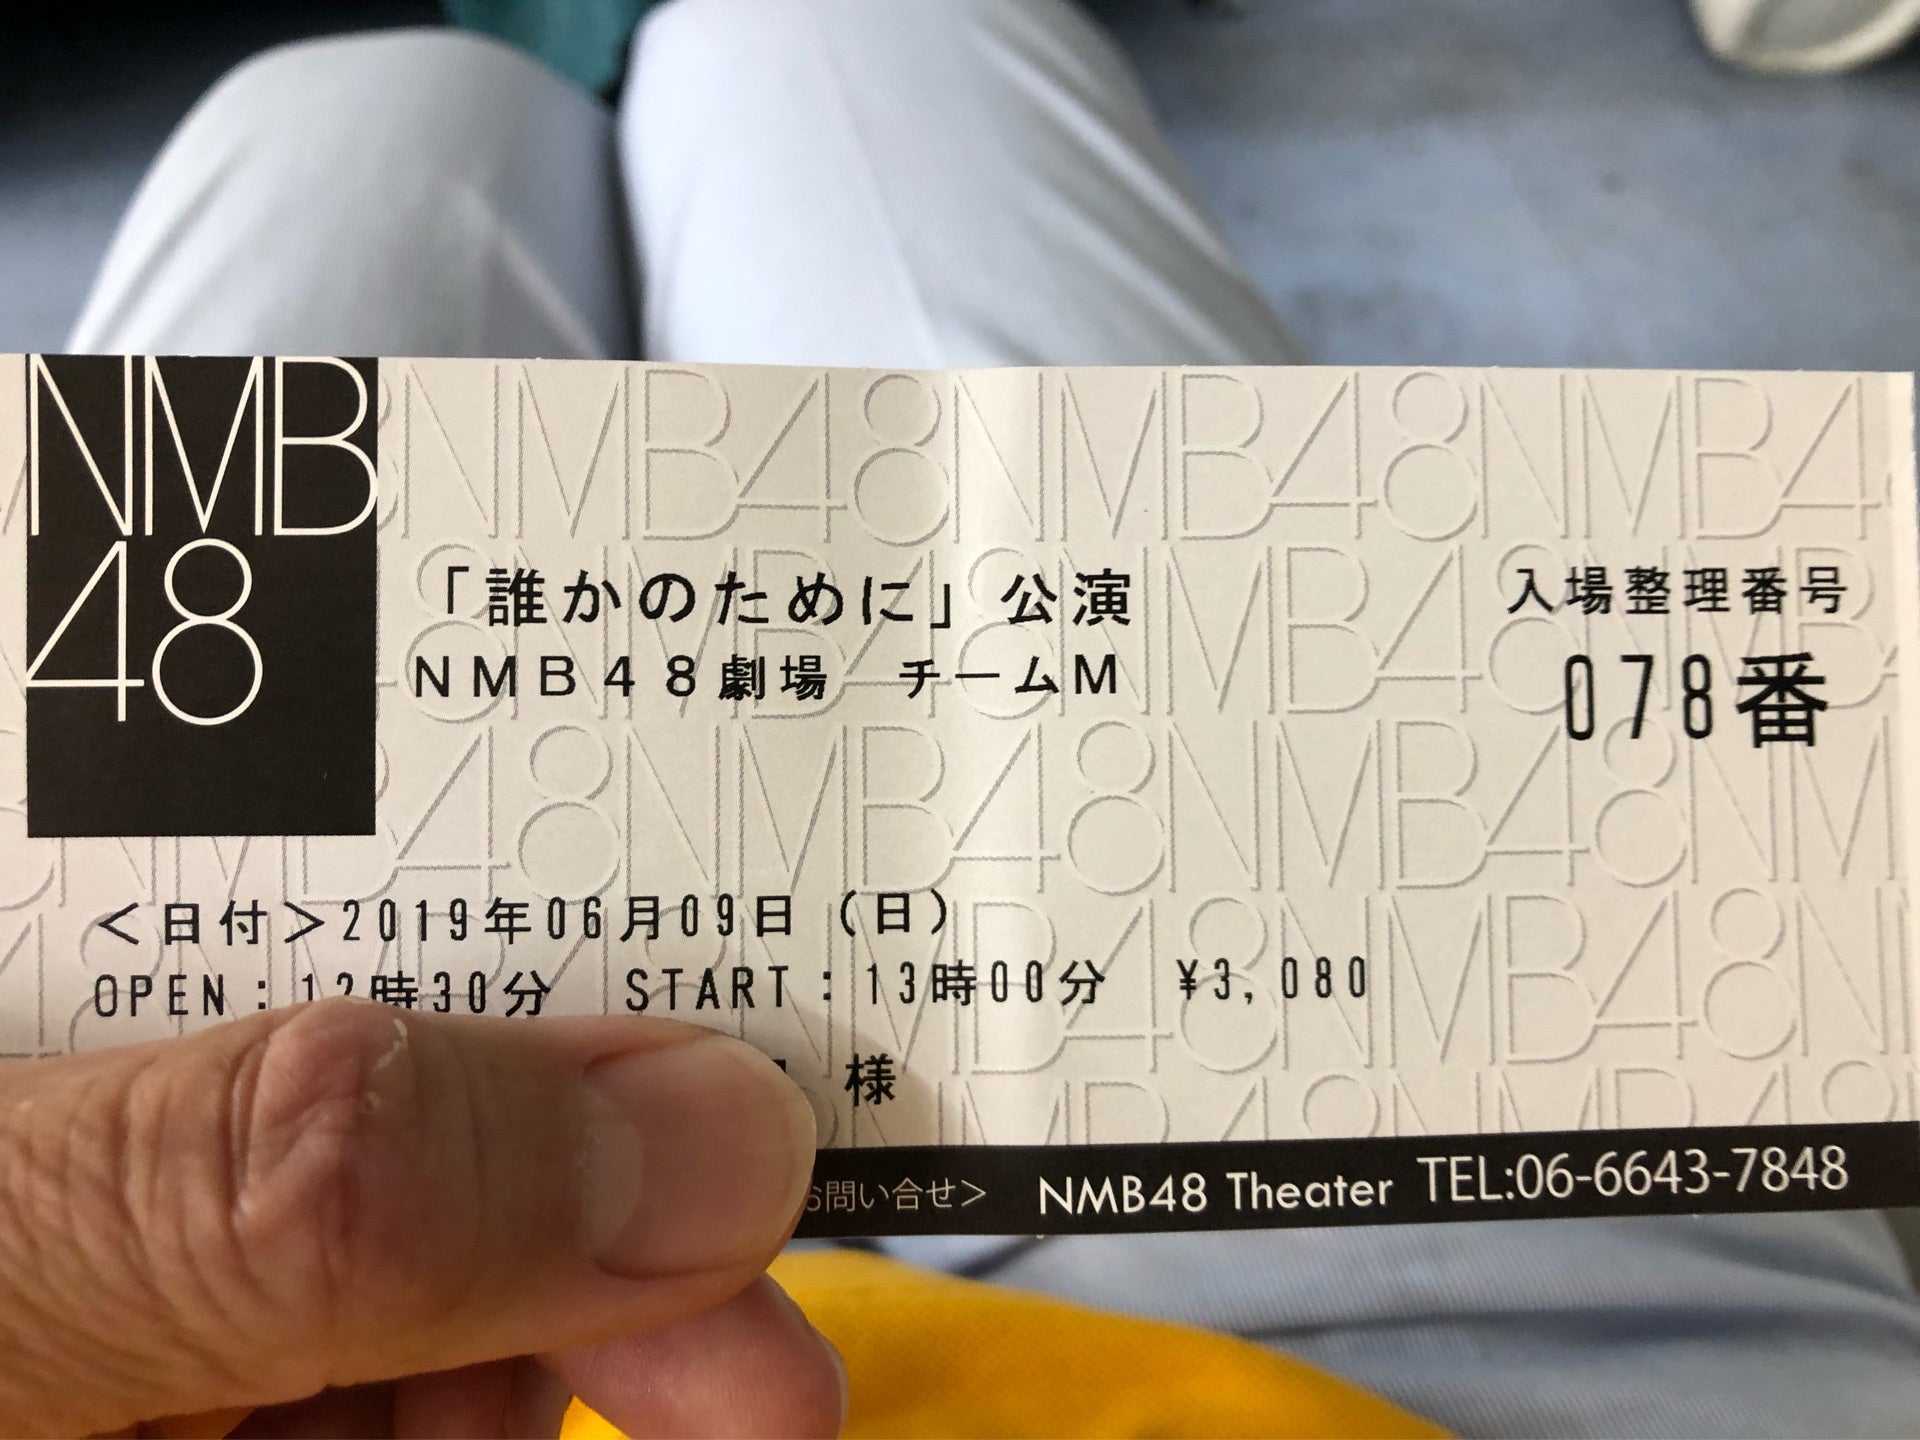 NMB
48
「誰かのために」公演
NMB48劇場 チームM
入場整理番号
078番
＜日付＞2019年06月09日（日）
OPEN：12時30分 START：13時00分 ¥3,080
様
お問い合せ＞ NMB48 Theater TEL:06-6643-7848